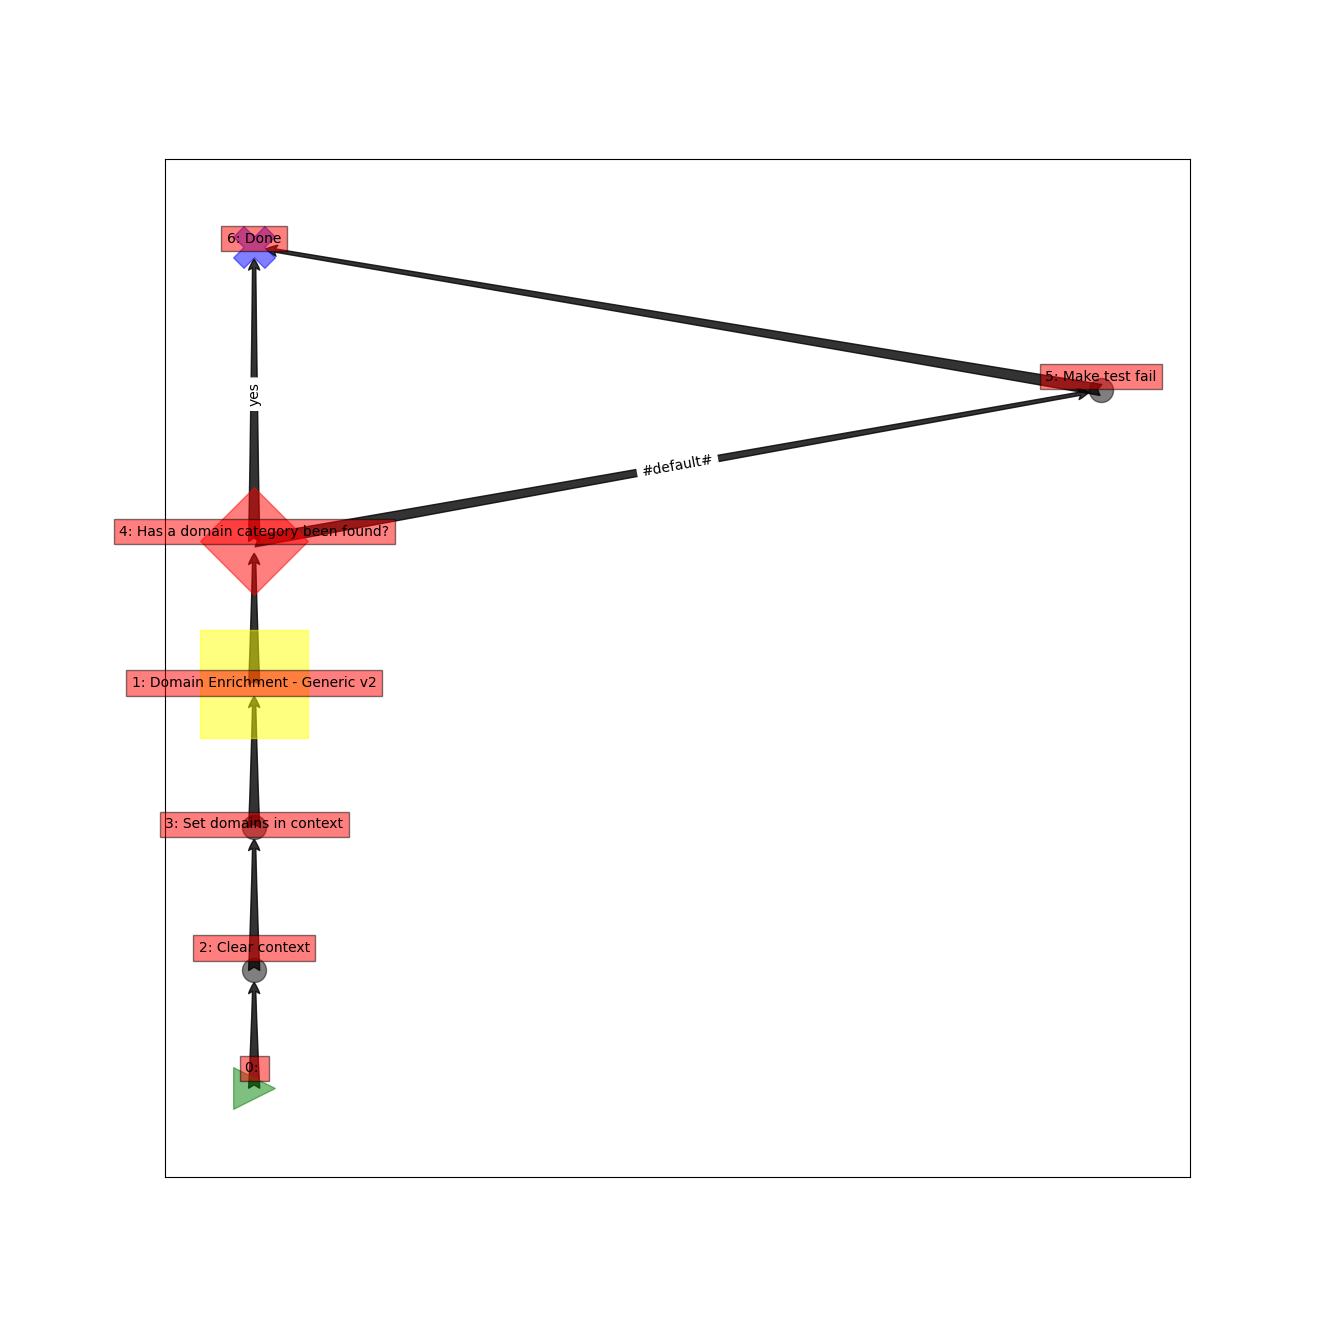 6: Done
5: Make test fail
yes
#default#
4: Has a domain category been found?
1: Domain Enrichment - Generic v2
3: Set domains in context
2: Clear context
0: